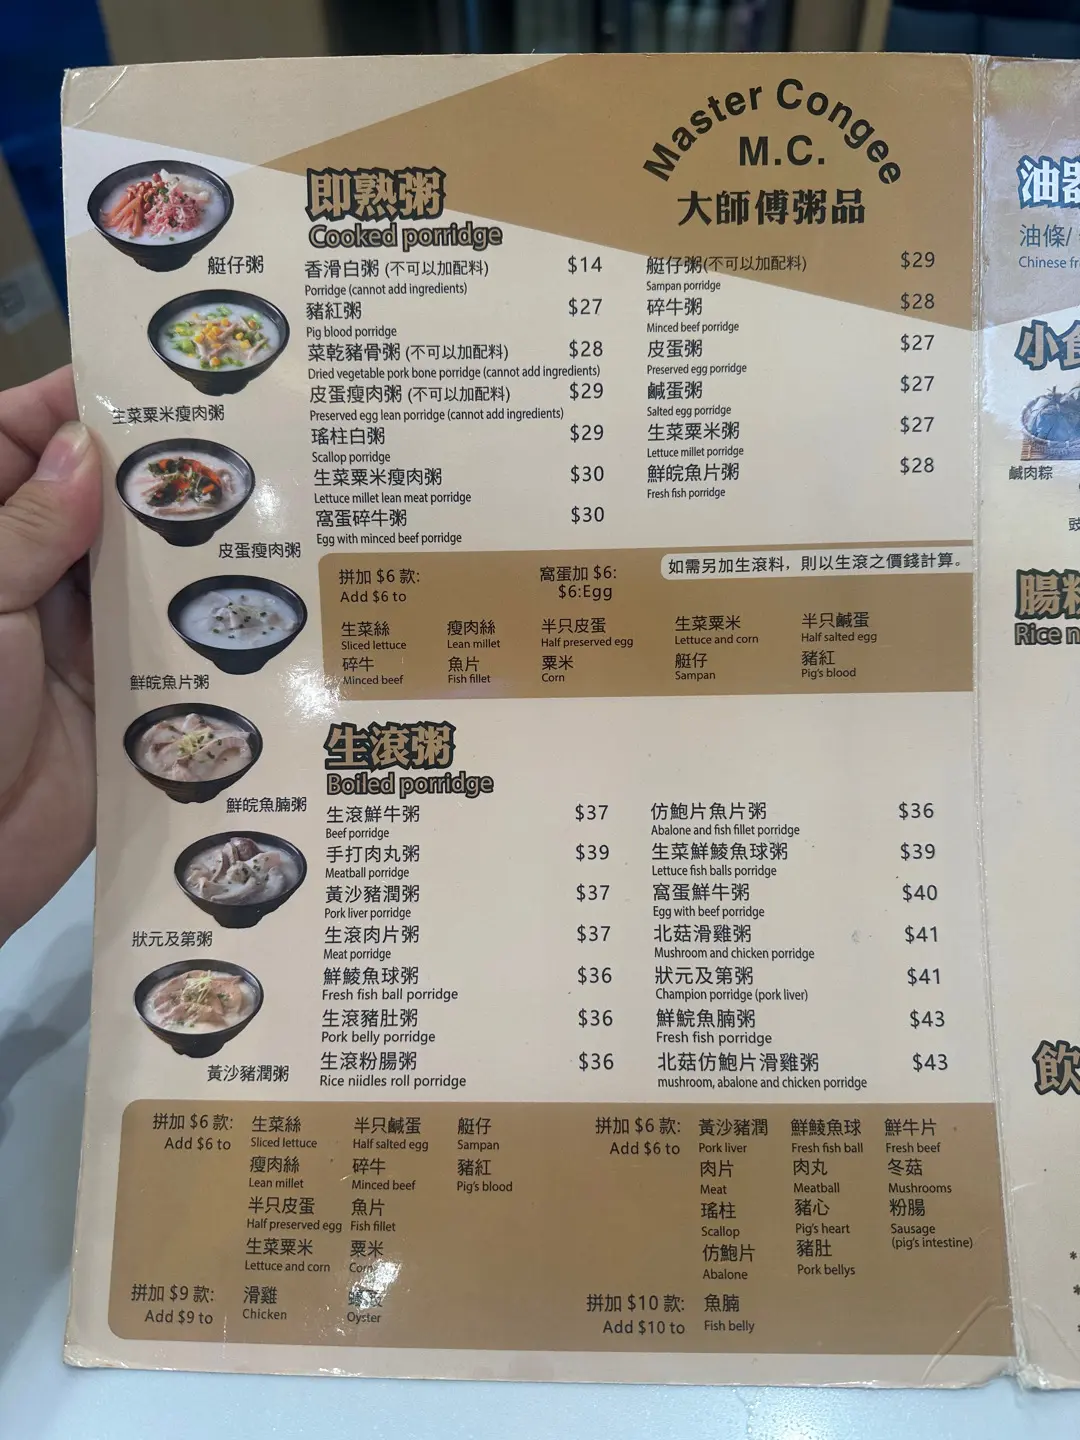 Master Congee
M.C.
大師傅粥品
即熟粥
Cooked porridge
香滑白粥 (不可以加配料) $14
Porridge (cannot add ingredients)
豬紅粥 $27
Pig blood porridge
菜乾豬骨粥 (不可以加配料) $28
Dried vegetable pork bone porridge (cannot add ingredients)
皮蛋瘦肉粥 (不可以加配料) $29
Preserved egg lean porridge (cannot add ingredients)
瑤柱白粥 $29
Scallop porridge
生菜粟米瘦肉粥 $30
Lettuce millet lean meat porridge
窩蛋碎牛粥 $30
Egg with minced beef porridge
艇仔粥(不可以加配料) $29
Sampan porridge
碎牛粥 $28
Minced beef porridge
皮蛋粥 $27
Preserved egg porridge
鹹蛋粥 $27
Salted egg porridge
生菜粟米粥 $27
Lettuce millet porridge
鮮皖魚片粥 $28
Fresh fish porridge
艇仔粥
生菜粟米瘦肉粥
皮蛋瘦肉粥
鮮皖魚片粥
鮮皖魚腩粥
狀元及第粥
黃沙豬潤粥
拼加 $6 款:
Add $6 to
窩蛋加 $6:
$6:Egg
如需另加生滾料，則以生滾之價錢計算。
生菜絲 瘦肉絲 半只皮蛋 生菜粟米 半只鹹蛋
Sliced lettuce Lean millet Half preserved egg Lettuce and corn Half salted egg
碎牛 魚片 粟米 艇仔 豬紅
Minced beef Fish fillet Corn Sampan Pig's blood
生滾粥
Boiled porridge
生滾鮮牛粥 $37
Beef porridge
手打肉丸粥 $39
Meatball porridge
黃沙豬潤粥 $37
Pork liver porridge
生滾肉片粥 $37
Meat porridge
鮮鯪魚球粥 $36
Fresh fish ball porridge
生滾豬肚粥 $36
Pork belly porridge
生滾粉腸粥 $36
Rice niidles roll porridge
仿鮑片魚片粥 $36
Abalone and fish fillet porridge
生菜鮮鯪魚球粥 $39
Lettuce fish balls porridge
窩蛋鮮牛粥 $40
Egg with beef porridge
北菇滑雞粥 $41
Mushroom and chicken porridge
狀元及第粥 $41
Champion porridge (pork liver)
鮮鯇魚腩粥 $43
Fresh fish porridge
北菇仿鮑片滑雞粥 $43
mushroom, abalone and chicken porridge
拼加 $6 款: 生菜絲 半只鹹蛋 艇仔
Add $6 to Sliced lettuce Half salted egg Sampan
瘦肉絲 碎牛 豬紅
Lean millet Minced beef Pig's blood
半只皮蛋 魚片
Half preserved egg Fish fillet
生菜粟米 粟米
Lettuce and corn Corn
拼加 $9 款: 滑雞
Add $9 to Chicken Oyster
拼加 $6 款: 黃沙豬潤 鮮鯪魚球 鮮牛片
Add $6 to Pork liver Fresh fish ball Fresh beef
肉片 肉丸 冬菇
Meat Meatball Mushrooms
瑤柱 豬心 粉腸
Scallop Pig's heart Sausage
(pig's intestine)
仿鮑片 豬肚
Abalone Pork bellys
拼加 $10 款: 魚腩
Add $10 to Fish belly
油器
油條/
Chinese fr
小食
鹹肉粽
豉
腸粉
Rice n
飲